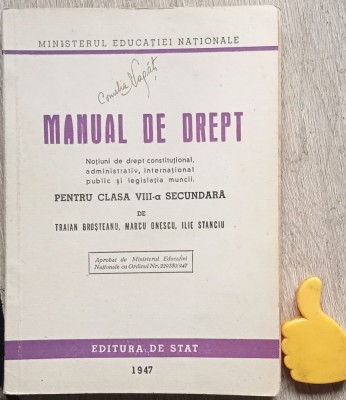 MINISTERUL EDUCAȚIEI NAȚIONALE
Cornelia
MANUAL DE DREPT
Noțiuni de drept constituțional,
administrativ, internațional
public și legislația muncii.
PENTRU CLASA VIII-a SECUNDARĂ
DE
TRAIAN BROȘTEANU, MARCU ONESCU, ILIE STANCIU
Aprobat de Ministerul Educației
Naționale cu Ordinul Nr.
EDITURA DE STAT
1947